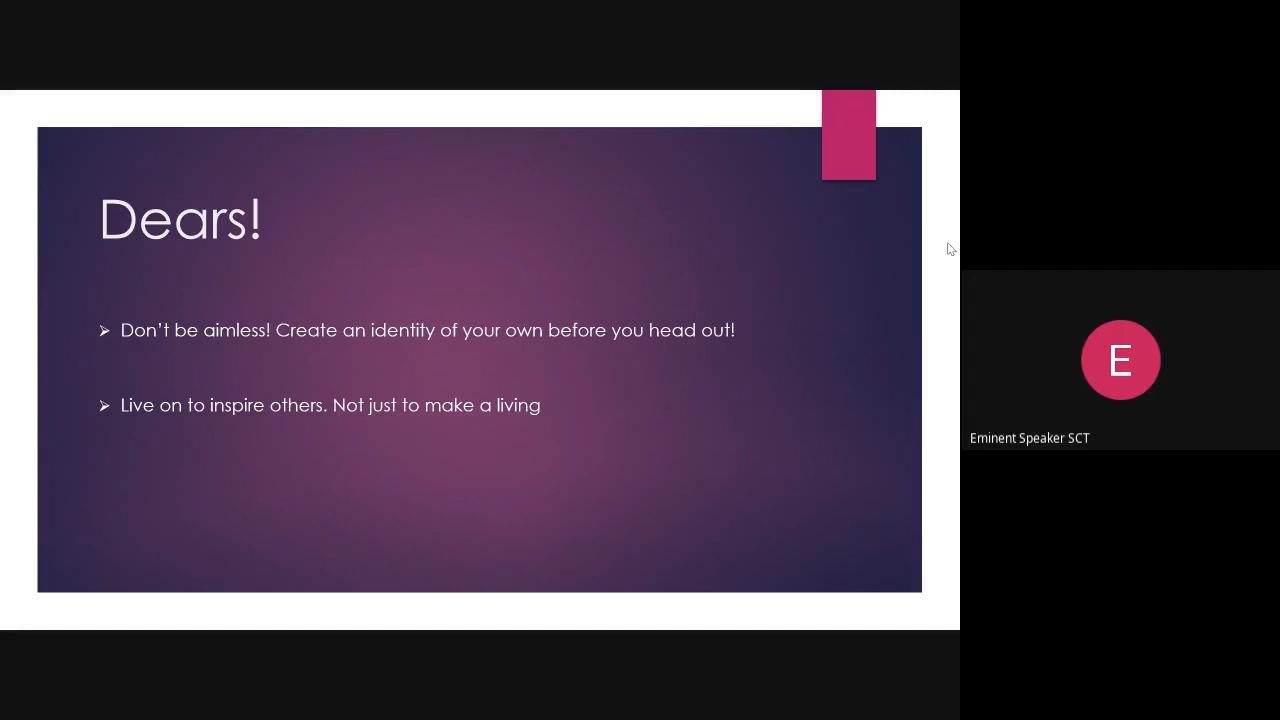 Dears!
Don’t be aimless! Create an identity of your own before you head out!
Live on to inspire others. Not just to make a living
E
Eminent Speaker SCT